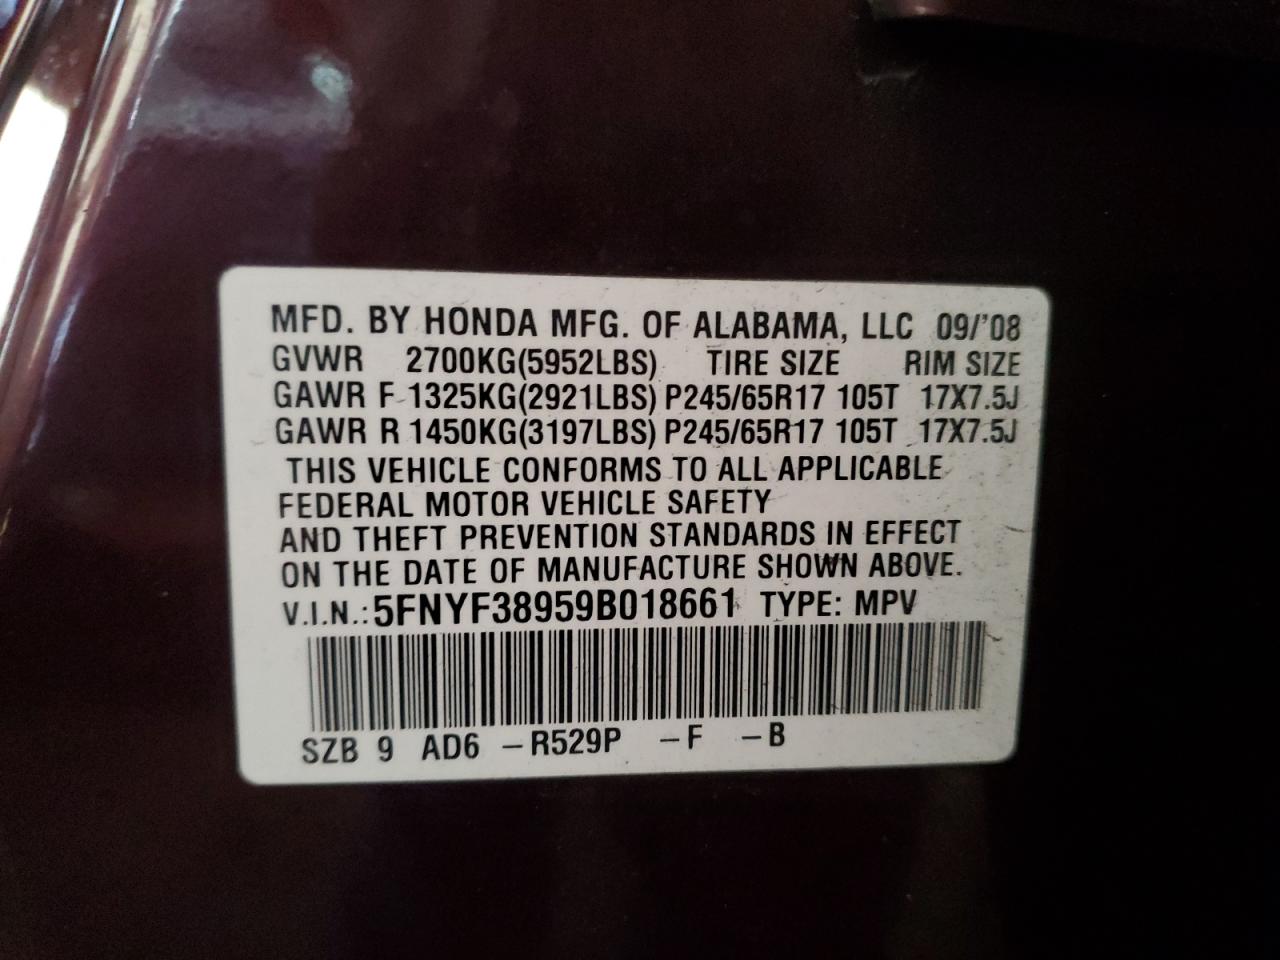 MFD. BY HONDA MFG. OF ALABAMA, LLC 09/'08
GVWR 2700KG(5952LBS) TIRE SIZE RIM SIZE
GAWR F 1325KG(2921LBS) P245/65R17 105T 17X7.5J
GAWR R 1450KG(3197LBS) P245/65R17 105T 17X7.5J
THIS VEHICLE CONFORMS TO ALL APPLICABLE
FEDERAL MOTOR VEHICLE SAFETY
AND THEFT PREVENTION STANDARDS IN EFFECT
ON THE DATE OF MANUFACTURE SHOWN ABOVE.
V.I.N.: 5FNYF38959B018661 TYPE: MPV
SZB 9 AD6 -R529P -F -B